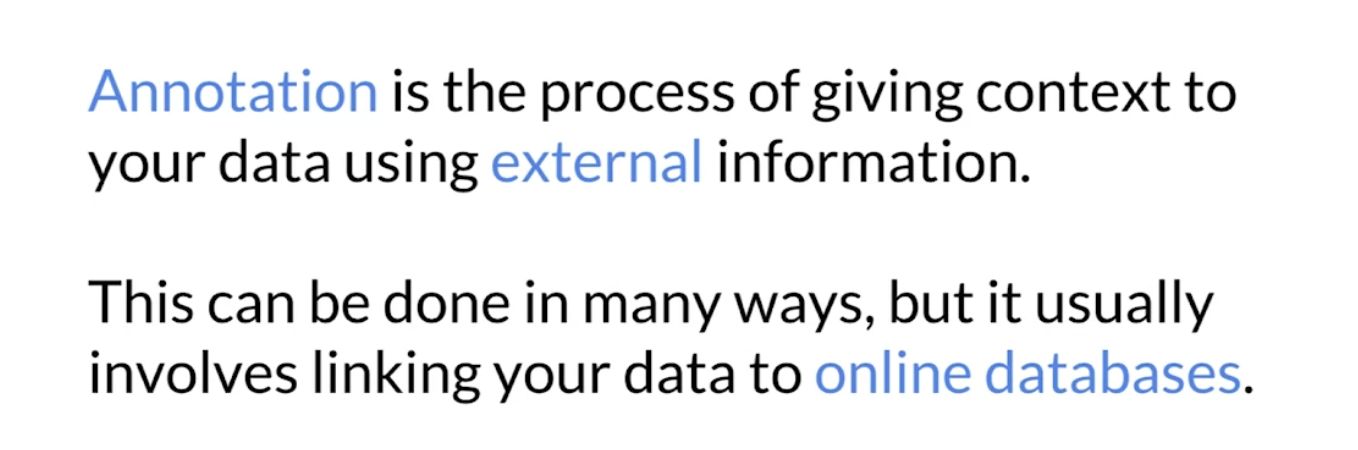 Annotation is the process of giving context to
your data using external information.
This can be done in many ways, but it usually
involves linking your data to online databases.